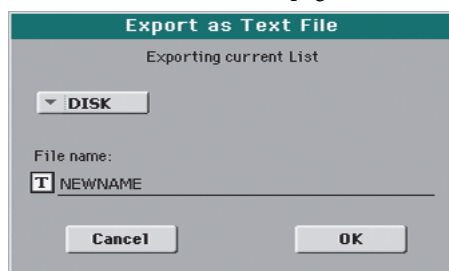 Export as Text File
Exporting current List
DISK
File name:
T NEWNAME
Cancel OK